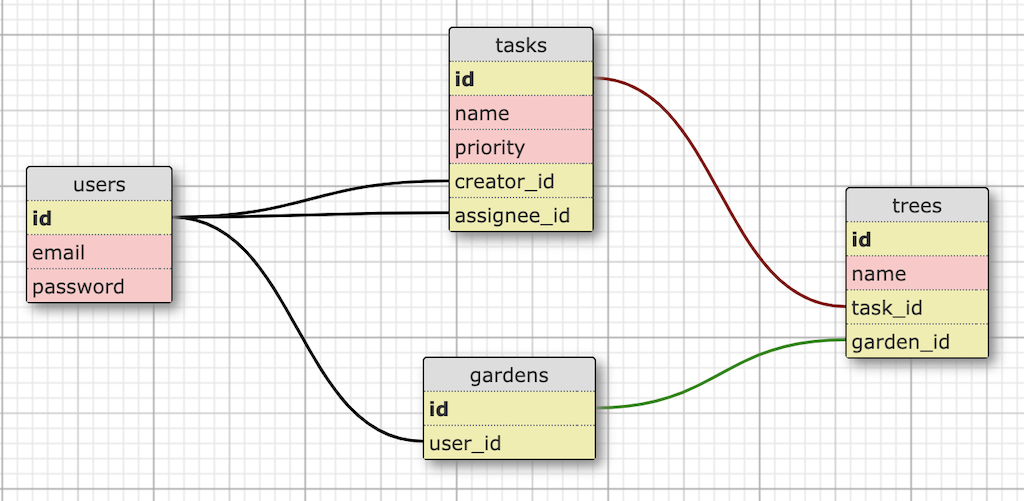 users
id
email
password
tasks
id
name
priority
creator_id
assignee_id
gardens
id
user_id
trees
id
name
task_id
garden_id